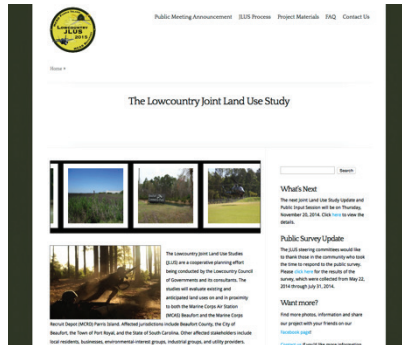 Lowcountry
JLUS
2015
Public Meeting Announcement JLUS Process Project Materials FAQ Contact Us
Home »
The Lowcountry Joint Land Use Study
Search
What's Next
The next Joint Land Use Study Update and
Public Input Session will be on Thursday,
November 20, 2014. Click here to view the
details.
Public Survey Update
The JLUS steering committees would like
to thank those in the community who took
the time to respond to the public survey.
Please click here for the results of the
survey, which were collected from May 22,
2014 through July 31, 2014.
Want more?
Find more photos, information and share
our project with your friends on our
Facebook page!
The Lowcountry Joint Land Use Studies
(JLUS) are a cooperative planning effort
being conducted by the Lowcountry Council
of Governments and its consultants. The
studies will evaluate existing and
anticipated land uses on and in proximity
to both the Marine Corps Air Station
(MCAS) Beaufort and the Marine Corps
Recruit Depot (MCRD) Parris Island. Affected jurisdictions include Beaufort County, the City of
Beaufort, the Town of Port Royal, and the State of South Carolina. Other affected stakeholders include
local residents, businesses, environmental-interest groups, industrial groups, and utility providers.